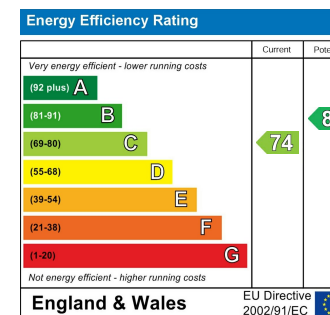 Energy Efficiency Rating
Current
Very energy efficient - lower running costs
(92 plus) A
(81-91) B
(69-80) C
74
(55-68) D
(39-54) E
(21-38) F
(1-20) G
Not energy efficient - higher running costs
England & Wales
EU Directive
2002/91/EC